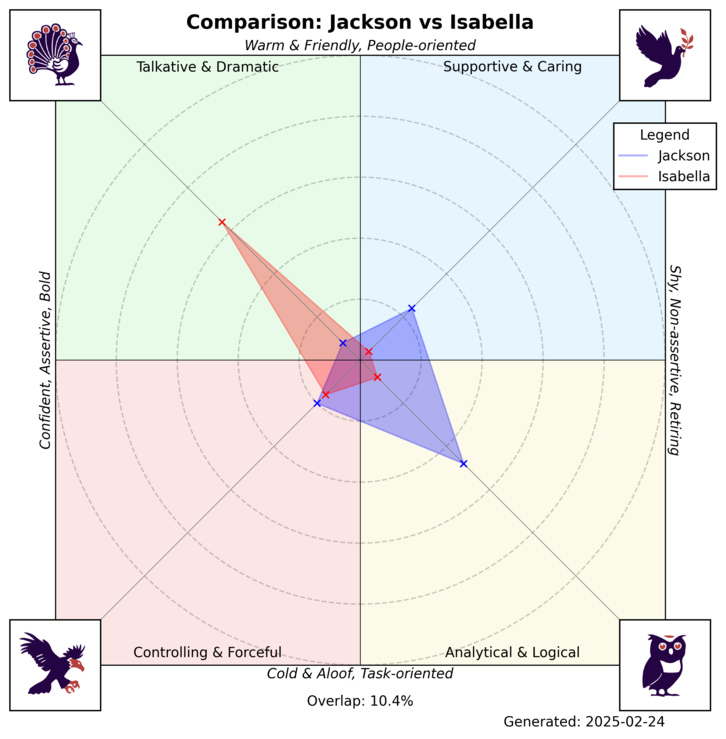 Comparison: Jackson vs Isabella
Warm & Friendly, People-oriented
Talkative & Dramatic
Supportive & Caring
Legend
Jackson
Isabella
Confident, Assertive, Bold
Shy, Non-assertive, Retiring
Controlling & Forceful
Analytical & Logical
Cold & Aloof, Task-oriented
Overlap: 10.4%
Generated: 2025-02-24